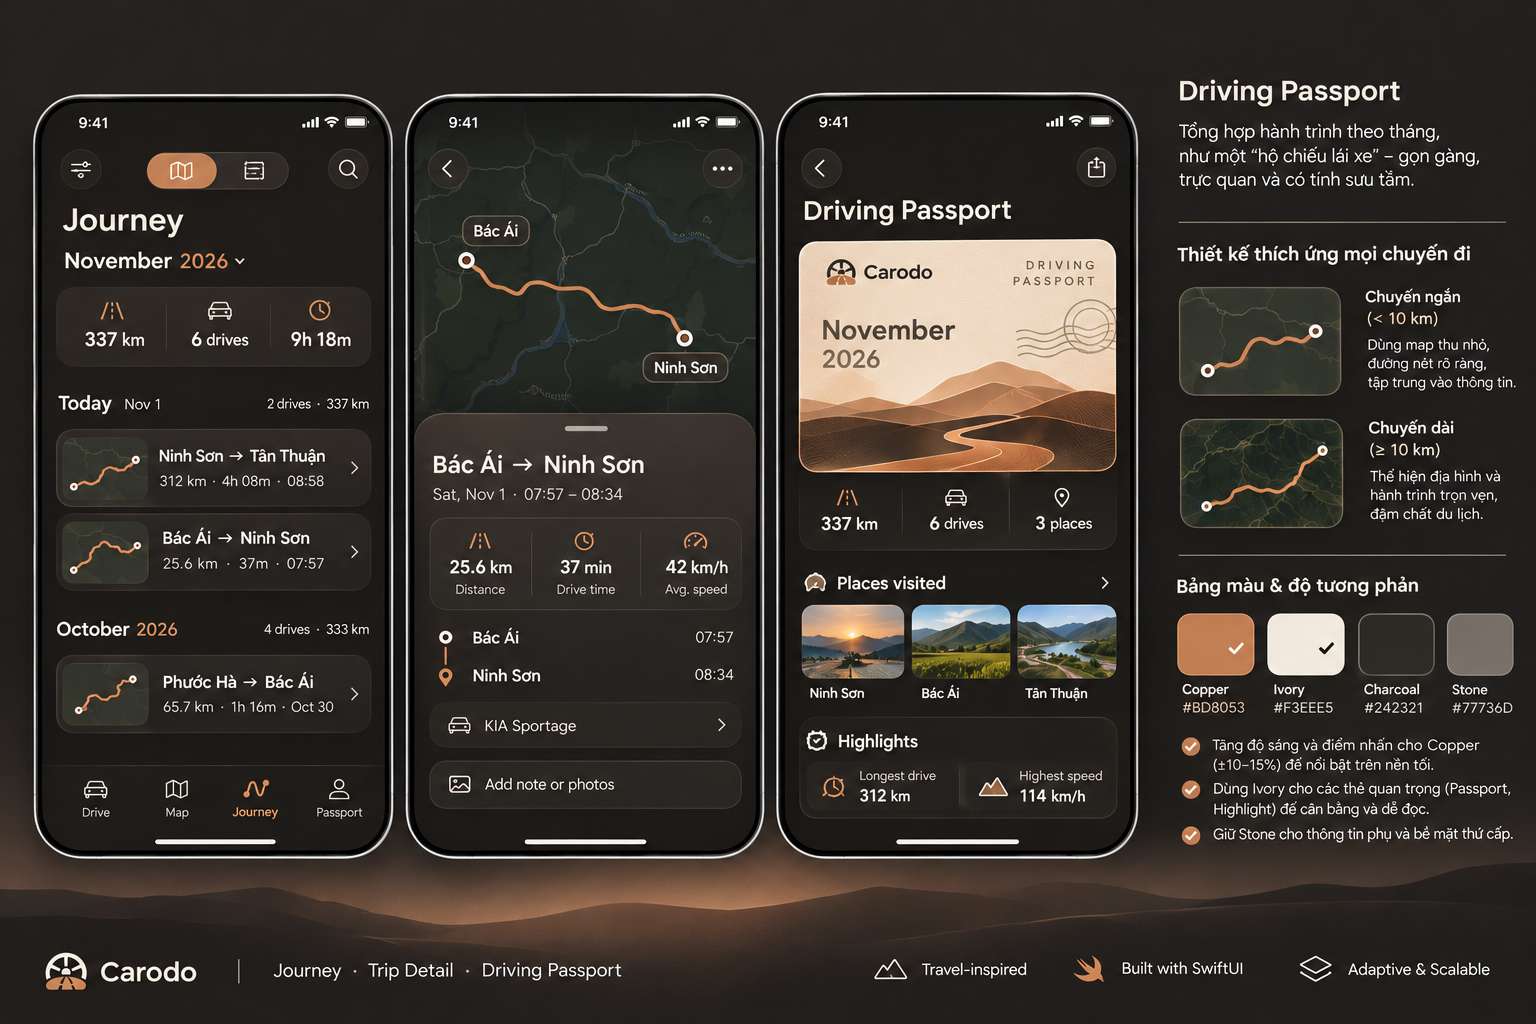 9:41
Journey
November 2026
337 km
6 drives
9h 18m
Today Nov 1
2 drives · 337 km
Ninh Sơn → Tân Thuận
312 km · 4h 08m · 08:58
Bác Ái → Ninh Sơn
25.6 km · 37m · 07:57
October 2026
4 drives · 333 km
Phước Hà → Bác Ái
65.7 km · 1h 16m · Oct 30
Drive
Map
Journey
Passport
9:41
Bác Ái
Ninh Sơn
Bác Ái → Ninh Sơn
Sat, Nov 1 · 07:57 – 08:34
25.6 km
Distance
37 min
Drive time
42 km/h
Avg. speed
Bác Ái
07:57
Ninh Sơn
08:34
KIA Sportage
Add note or photos
9:41
Driving Passport
Carodo
DRIVING
PASSPORT
November
2026
337 km
6 drives
3 places
Places visited
Ninh Sơn
Bác Ái
Tân Thuận
Highlights
Longest drive
312 km
Highest speed
114 km/h
Driving Passport
Tổng hợp hành trình theo tháng,
như một “hộ chiếu lái xe” – gọn gàng,
trực quan và có tính sưu tầm.
Thiết kế thích ứng mọi chuyến đi
Chuyến ngắn
(< 10 km)
Dùng map thu nhỏ,
đường nét rõ ràng,
tập trung vào thông tin.
Chuyến dài
(≥ 10 km)
Thể hiện địa hình và
hành trình trọn vẹn,
đậm chất du lịch.
Bảng màu & độ tương phản
Copper
#BD8053
Ivory
#F3EEE5
Charcoal
#242321
Stone
#77736D
Tăng độ sáng và điểm nhấn cho Copper
(±10–15%) để nổi bật trên nền tối.
Dùng Ivory cho các thẻ quan trọng (Passport,
Highlight) để cân bằng và dễ đọc.
Giữ Stone cho thông tin phụ và bề mặt thứ cấp.
Carodo
Journey · Trip Detail · Driving Passport
Travel-inspired
Built with SwiftUI
Adaptive & Scalable